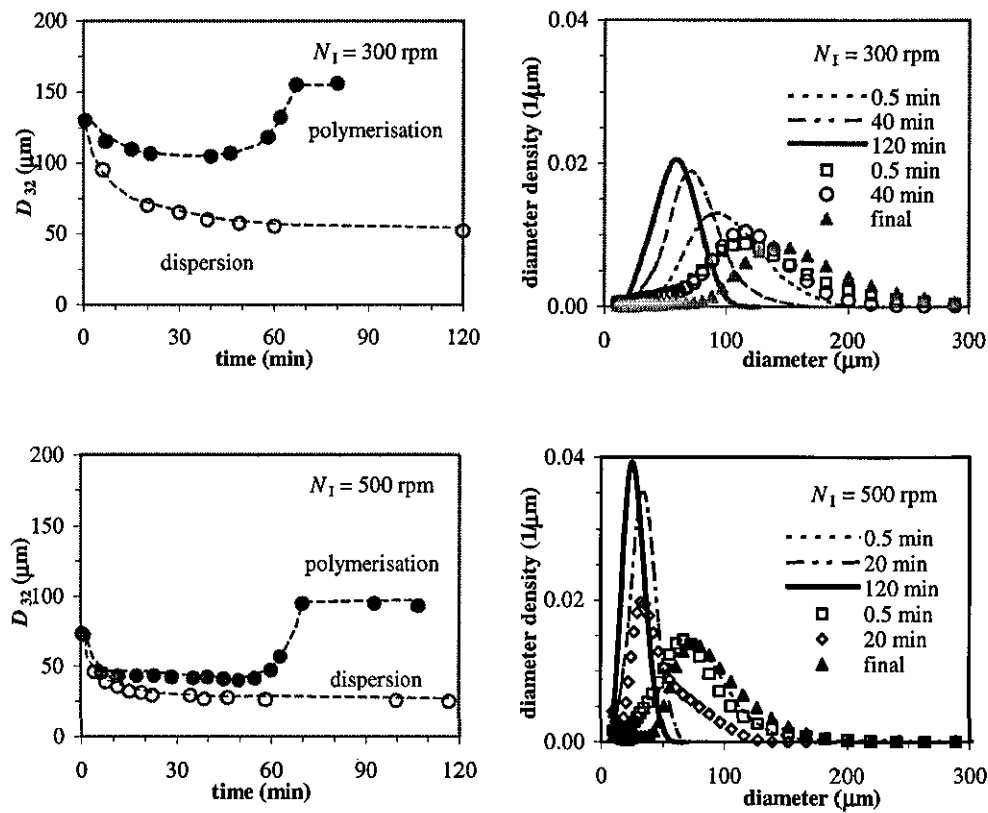 200
150
100
50
0
D32 (µm)
N_I = 300 rpm
polymerisation
dispersion
0 30 60 90 120
time (min)
0.04
0.02
0.00
diameter density (1/µm)
N_I = 300 rpm
0.5 min
40 min
120 min
0.5 min
40 min
final
0 100 200 300
diameter (µm)
200
150
100
50
0
D32 (µm)
N_I = 500 rpm
polymerisation
dispersion
0 30 60 90 120
time (min)
0.04
0.02
0.00
diameter density (1/µm)
N_I = 500 rpm
0.5 min
20 min
120 min
0.5 min
20 min
final
0 100 200 300
diameter (µm)